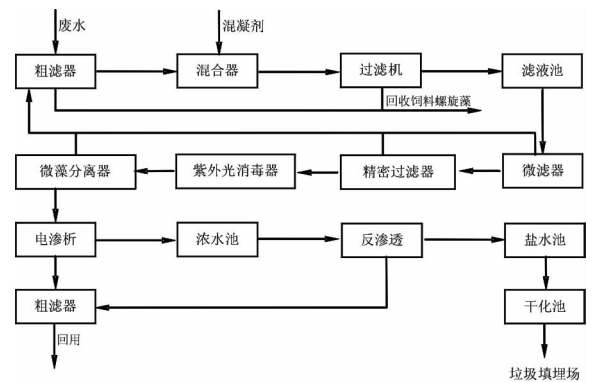 废水
混凝剂
粗滤器
混合器
过滤机
滤液池
回收饲料螺旋藻
微藻分离器
紫外光消毒器
精密过滤器
微滤器
电渗析
浓水池
反渗透
盐水池
粗滤器
干化池
回用
垃圾填埋场